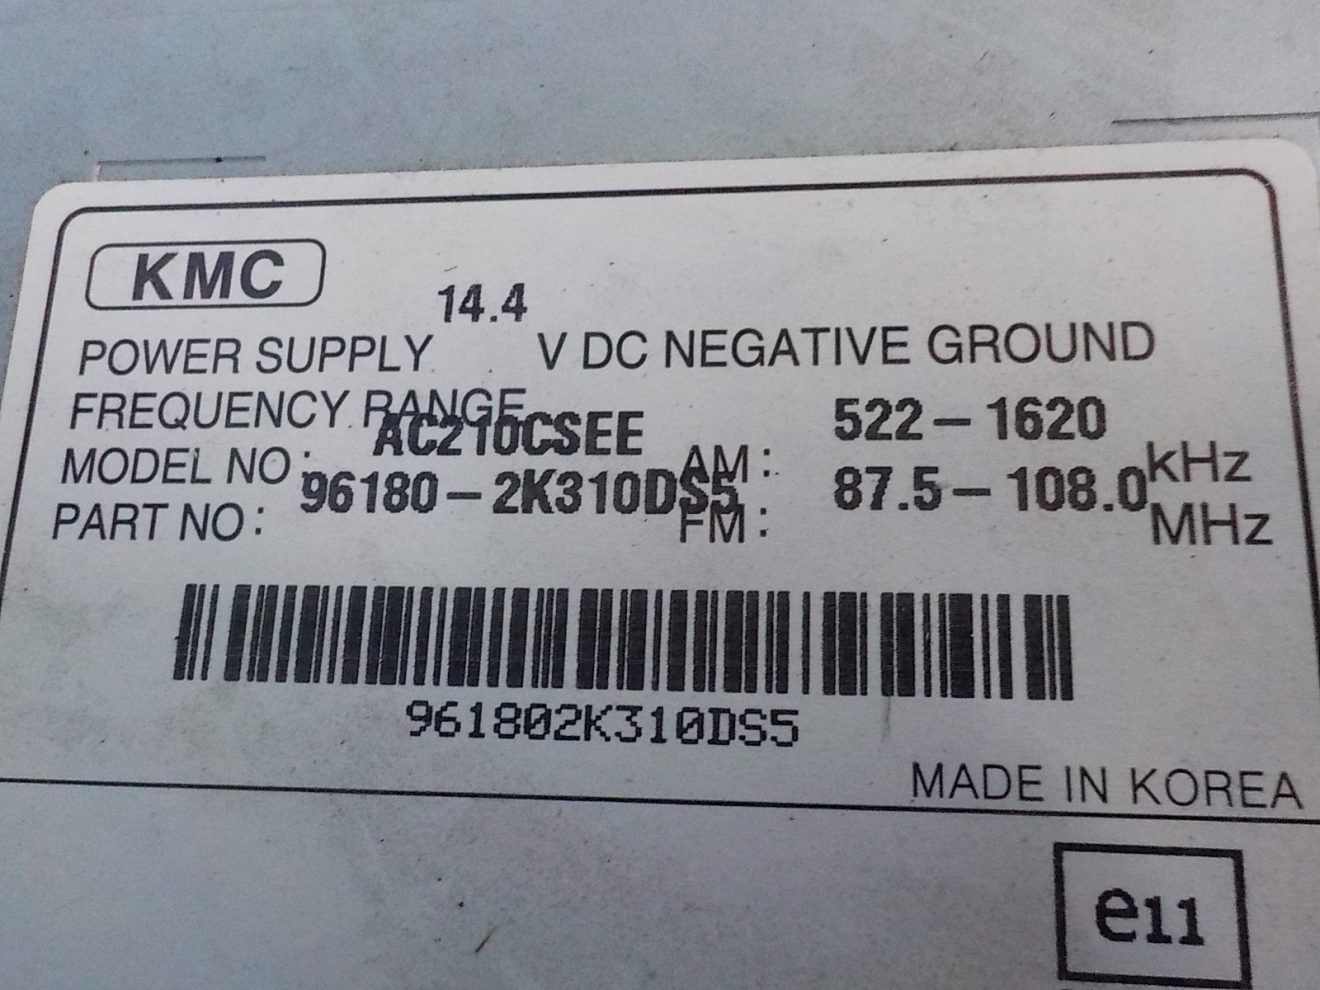 KMC
POWER SUPPLY 14.4 V DC NEGATIVE GROUND
FREQUENCY RANGE
MODEL NO: AC210CSEE AM: 522-1620 kHz
PART NO: 96180-2K310DS5 FM: 87.5-108.0 MHz
961802K310DS5
MADE IN KOREA
e11